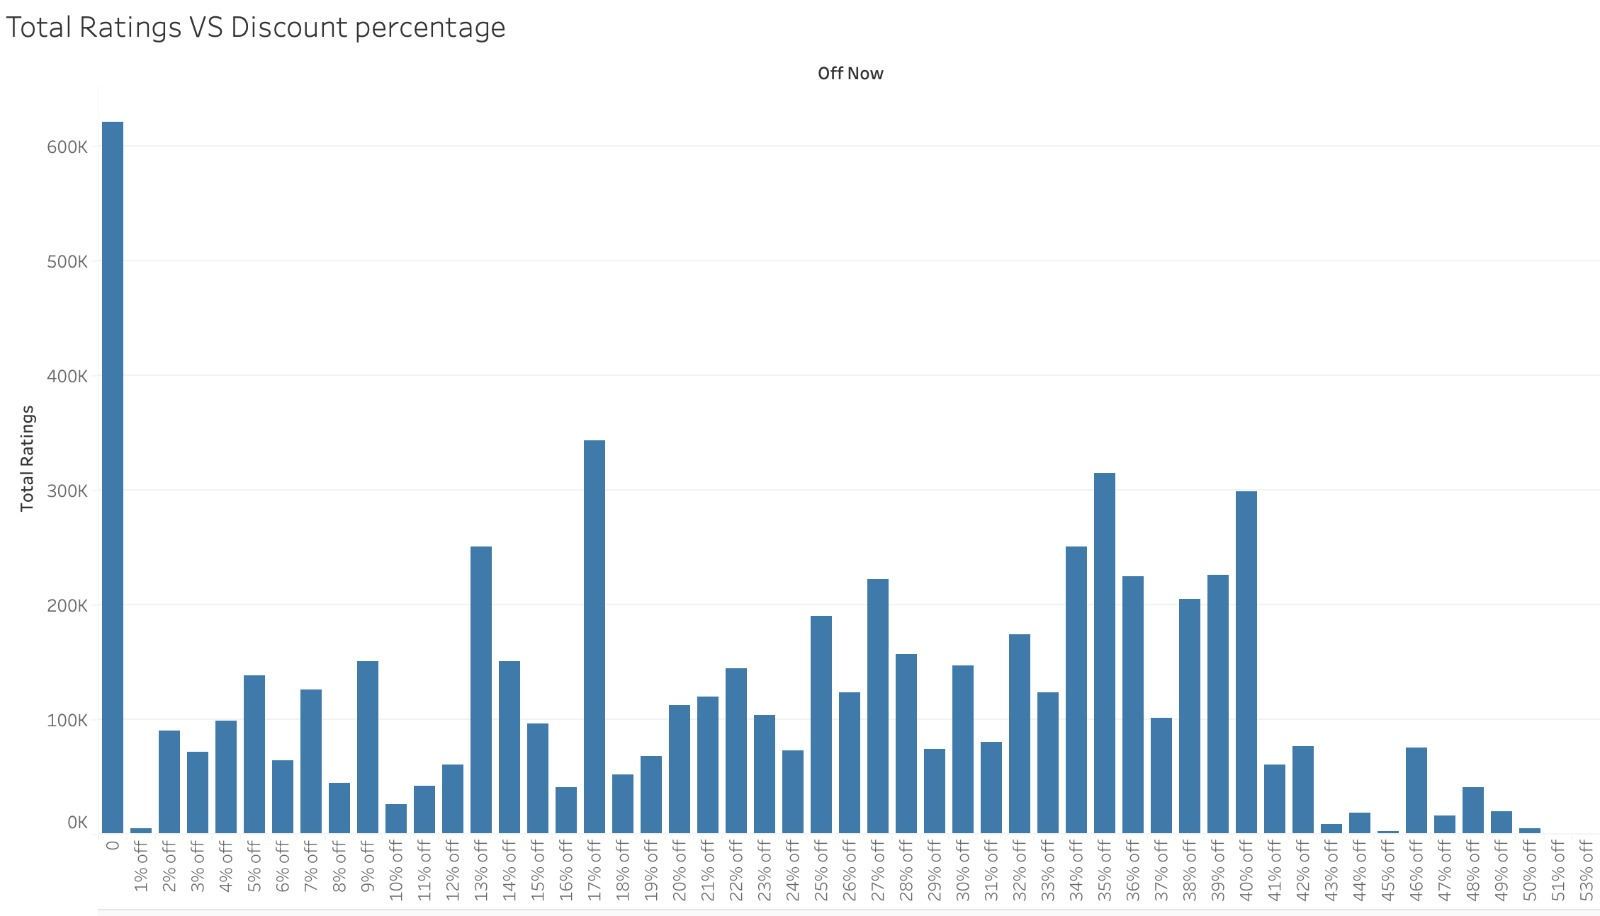 Total Ratings VS Discount percentage
Off Now
Total Ratings
600K
500K
400K
300K
200K
100K
0K
0
1% off
2% off
3% off
4% off
5% off
6% off
7% off
8% off
9% off
10% off
11% off
12% off
13% off
14% off
15% off
16% off
17% off
18% off
19% off
20% off
21% off
22% off
23% off
24% off
25% off
26% off
27% off
28% off
29% off
30% off
31% off
32% off
33% off
34% off
35% off
36% off
37% off
38% off
39% off
40% off
41% off
42% off
43% off
44% off
45% off
46% off
47% off
48% off
49% off
50% off
51% off
53% off